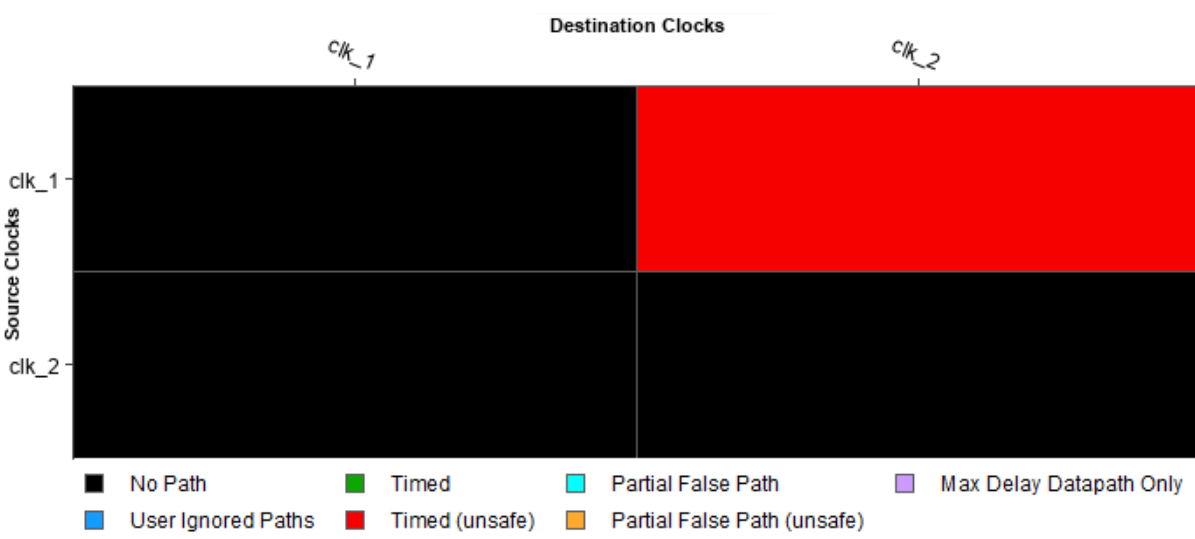 Destination Clocks
clk_1
clk_2
Source Clocks
clk_1
clk_2
No Path
Timed
Partial False Path
Max Delay Datapath Only
User Ignored Paths
Timed (unsafe)
Partial False Path (unsafe)